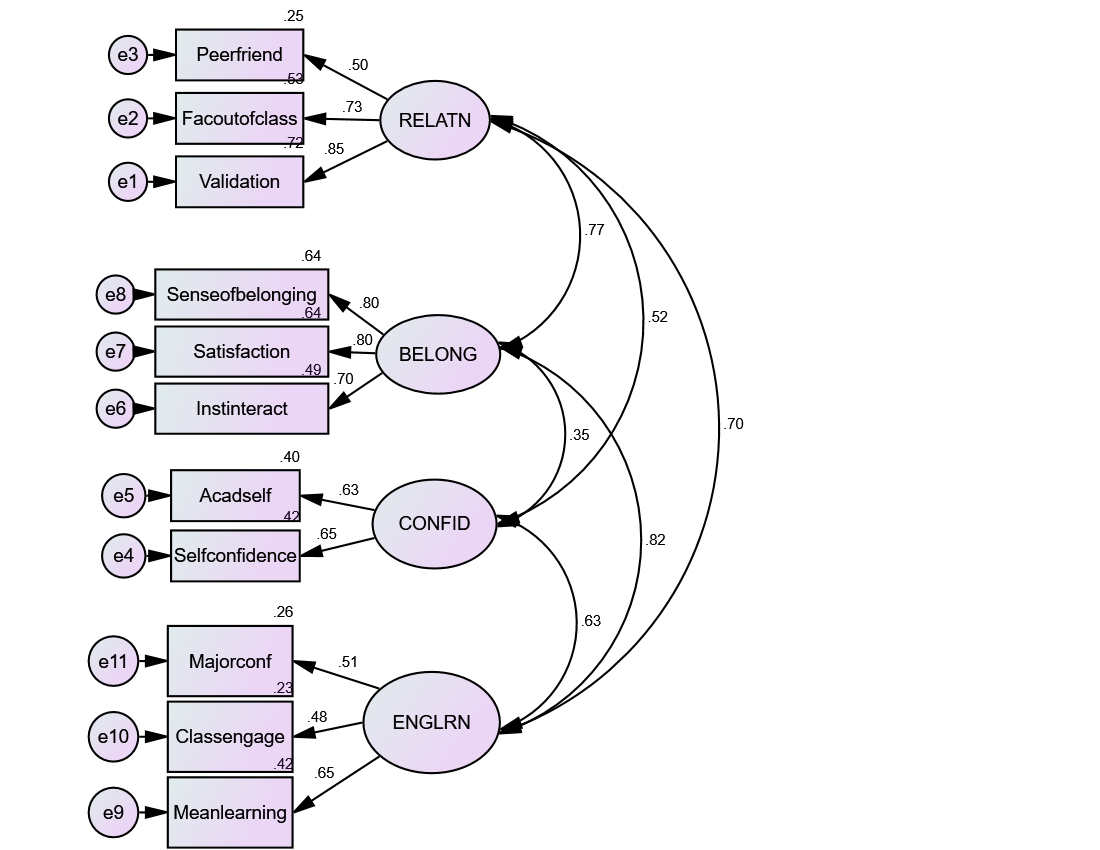 .25
e3
Peerfriend
.50
.53
e2
Facoutofclass
.73
RELATN
.72
e1
Validation
.85
.77
.64
e8
Senseofbelonging
.80
.52
.64
e7
Satisfaction
.80
BELONG
.49
e6
Instinteract
.70
.35
.70
.40
e5
Acadself
.63
.42
CONFID
e4
Selfconfidence
.65
.82
.26
.63
e11
Majorconf
.51
.23
e10
Classengage
.48
ENGLRN
.42
e9
Meanlearning
.65